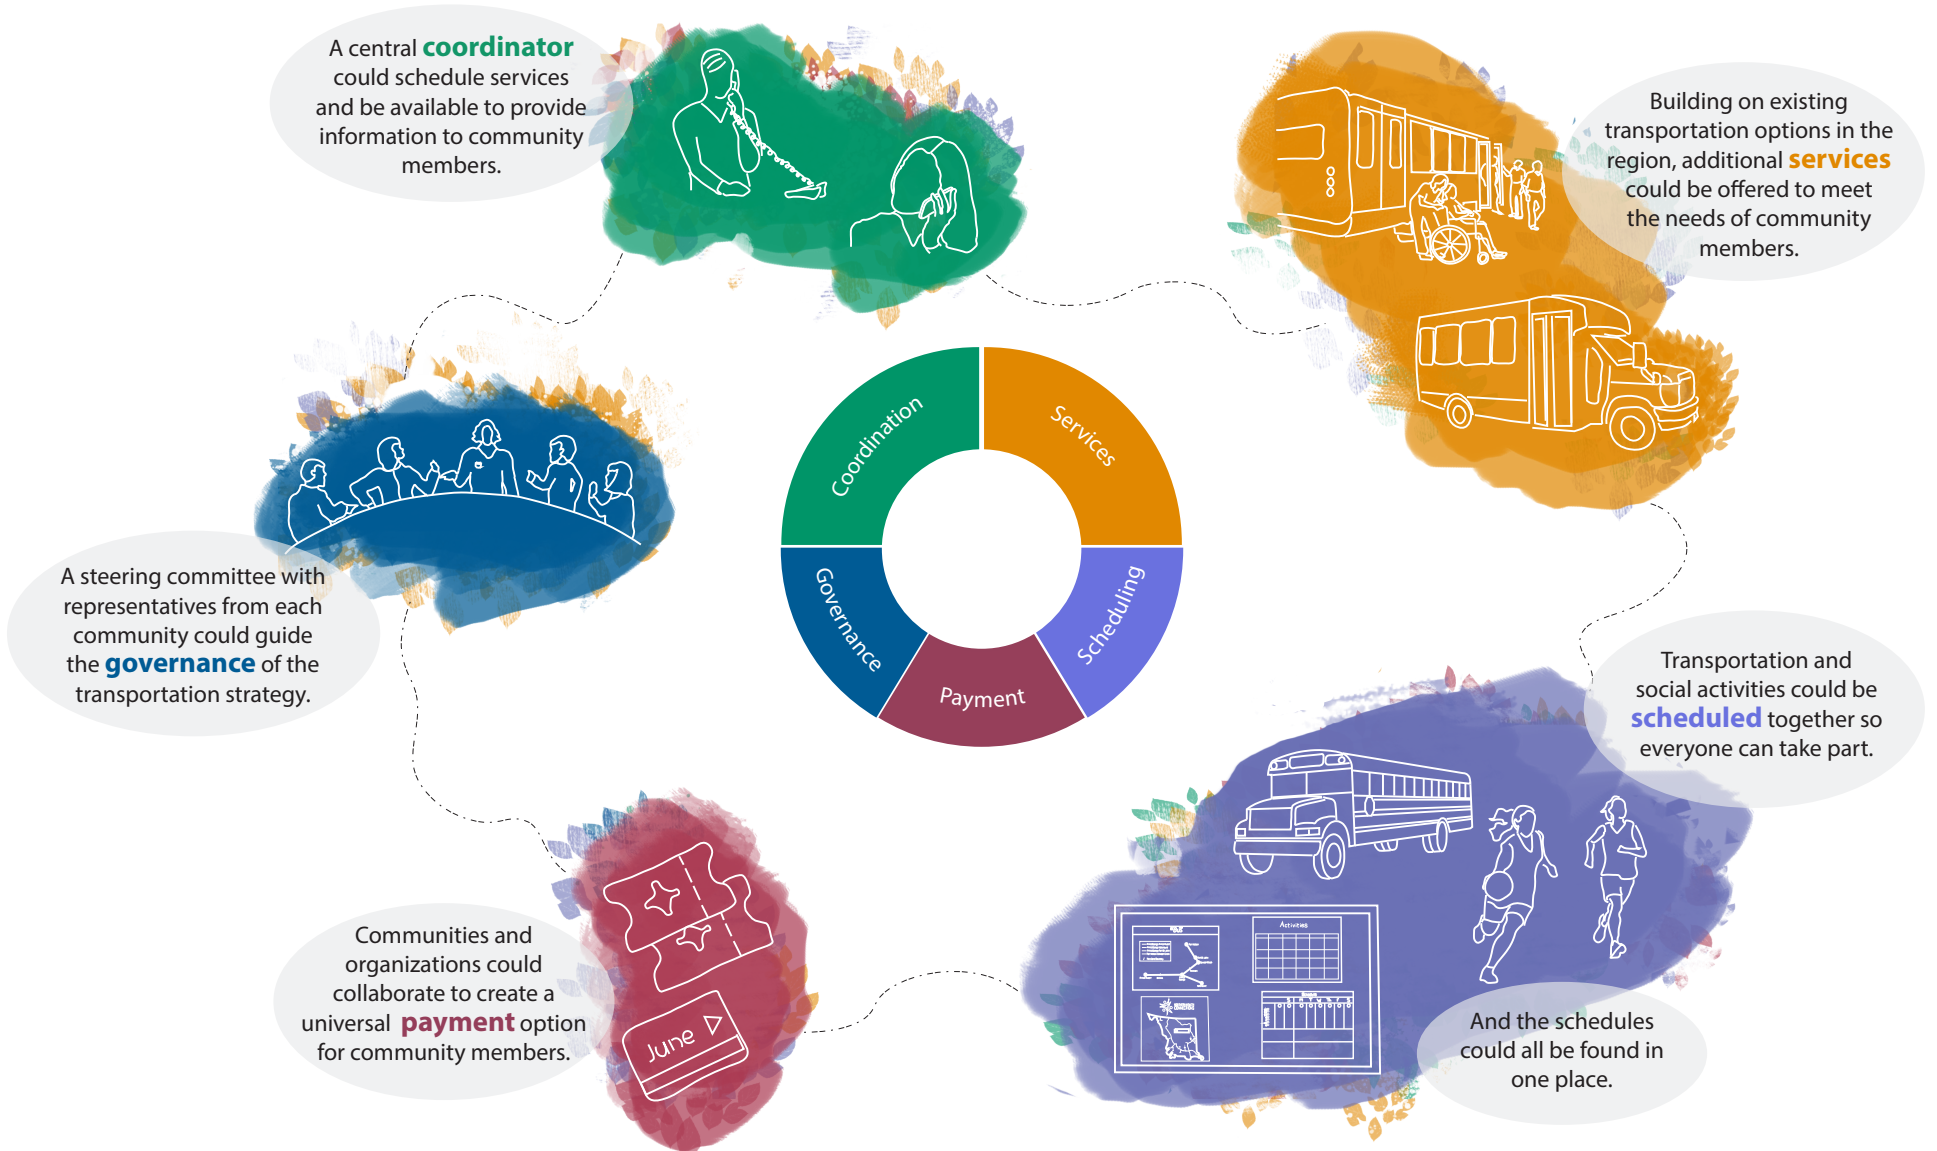 A central coordinator
could schedule services
and be available to provide
information to community
members.
Building on existing
transportation options in the
region, additional services
could be offered to meet
the needs of community
members.
Coordination
Services
Governance
Scheduling
Payment
A steering committee with
representatives from each
community could guide
the governance of the
transportation strategy.
Transportation and
social activities could be
scheduled together so
everyone can take part.
Communities and
organizations could
collaborate to create a
universal payment option
for community members.
June
Activities
And the schedules
could all be found in
one place.